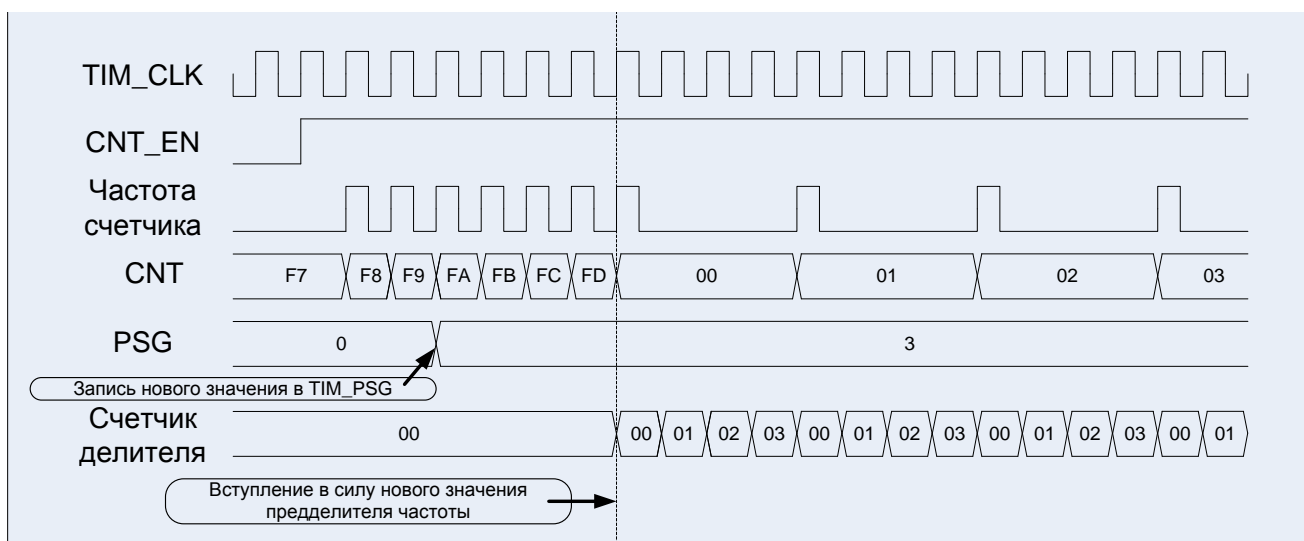 TIM_CLK
CNT_EN
Частота
счетчика
CNT
F7 F8 F9 FA FB FC FD 00 01 02 03
PSG
0 3
Запись нового значения в TIM_PSG
Счетчик
делителя
00 00 01 02 03 00 01 02 03 00 01 02 03 00 01
Вступление в силу нового значения
предделителя частоты